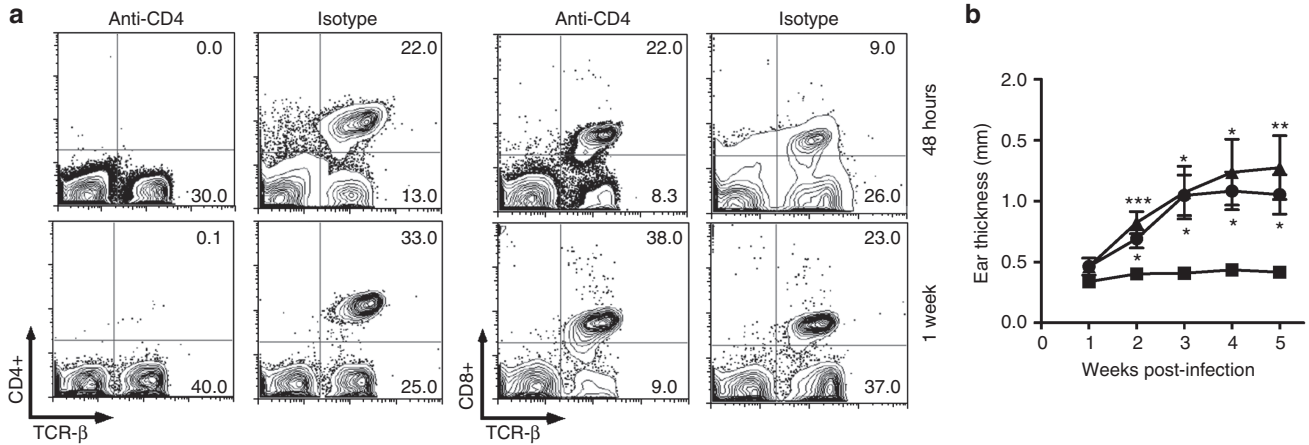 a
Anti-CD4
Isotype
Anti-CD4
Isotype
b
0.0
22.0
22.0
9.0
30.0
13.0
8.3
26.0
48 hours
0.1
33.0
38.0
23.0
40.0
25.0
9.0
37.0
1 week
CD4+
TCR-β
CD8+
TCR-β
Ear thickness (mm)
2.0
0.5
1.0
0.5
0.0
*** * * **
* * * *
0 1 2 3 4 5
Weeks post-infection